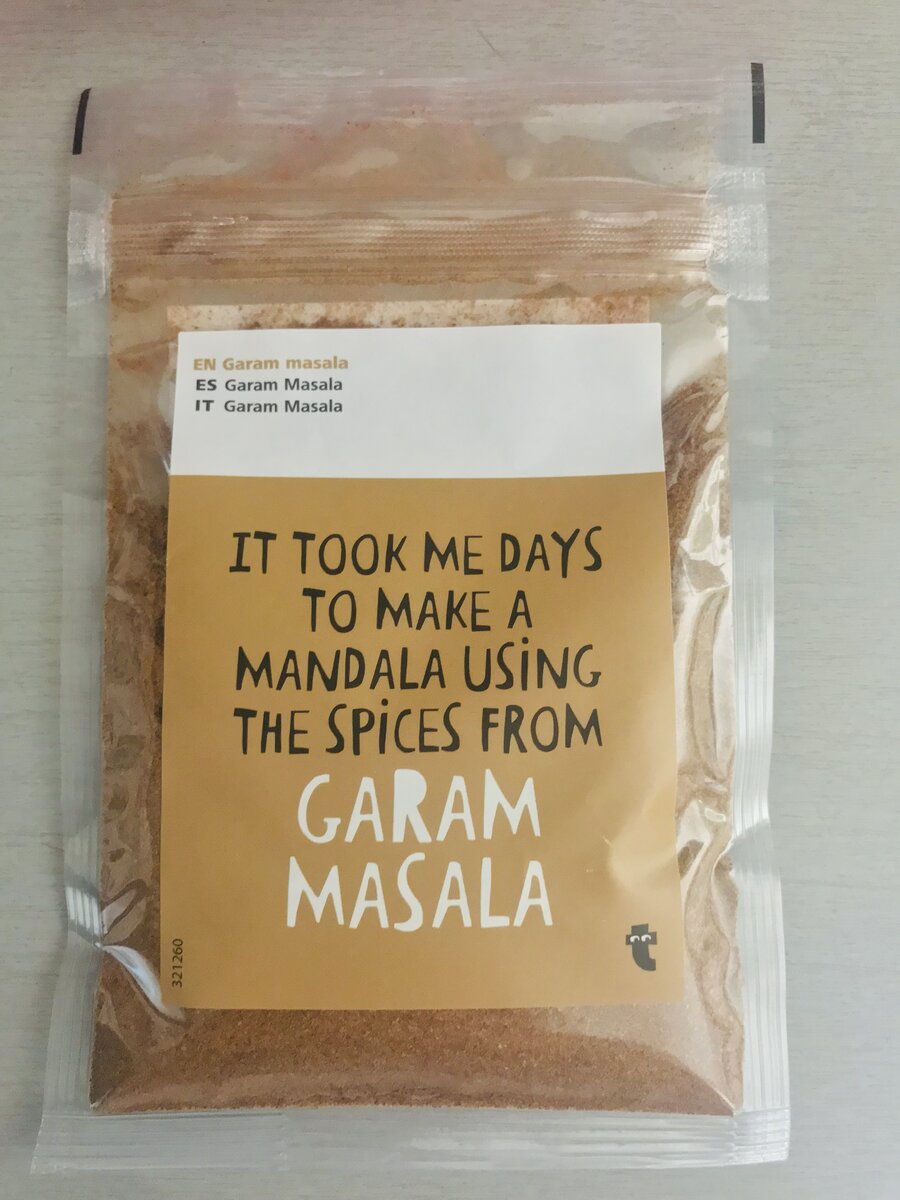 EN Garam masala
ES Garam Masala
IT Garam Masala
IT TOOK ME DAYS
TO MAKE A
MANDALA USING
THE SPICES FROM
GARAM
MASALA
321260
t